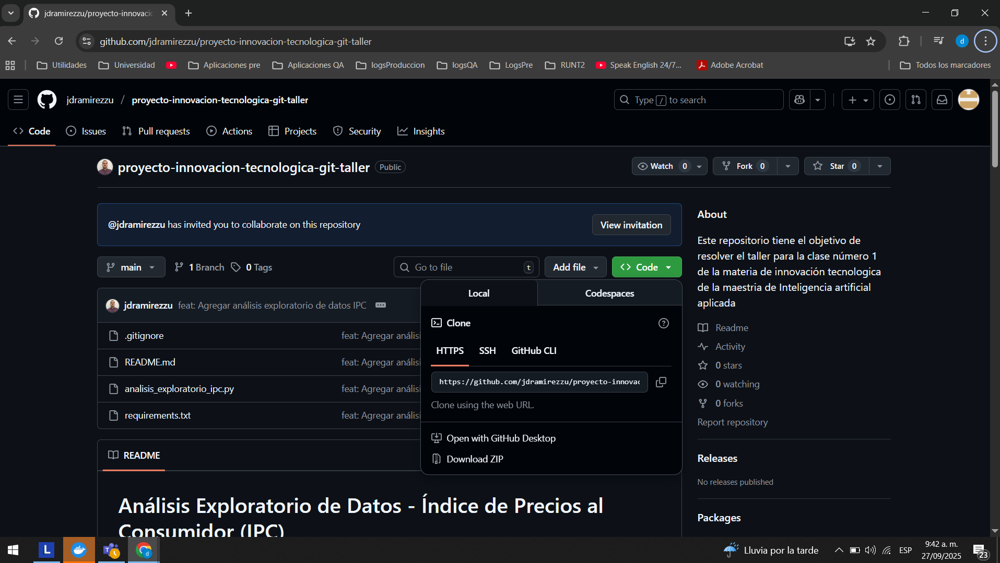 jdramirezzu/proyecto-innovacio
github.com/jdramirezzu/proyecto-innovacion-tecnologica-git-taller
d
Utilidades
Universidad
Aplicaciones pre
Aplicaciones QA
logsProduccion
logsQA
LogsPre
RUNT2
Speak English 24/7...
Adobe Acrobat
Todos los marcadores
jdramirezzu / proyecto-innovacion-tecnologica-git-taller
Type / to search
Code
Issues
Pull requests
Actions
Projects
Security
Insights
proyecto-innovacion-tecnologica-git-taller Public
Watch 0
Fork 0
Star 0
@jdramirezzu has invited you to collaborate on this repository
View invitation
main
1 Branch
0 Tags
Go to file t
Add file
Code
jdramirezzu feat: Agregar análisis exploratorio de datos IPC
.gitignore feat: Agregar análisi
README.md feat: Agregar análisi
analisis_exploratorio_ipc.py feat: Agregar análisi
requirements.txt feat: Agregar análisi
Local
Codespaces
Clone
HTTPS
SSH
GitHub CLI
https://github.com/jdramirezzu/proyecto-innovac
Clone using the web URL.
Open with GitHub Desktop
Download ZIP
README
Análisis Exploratorio de Datos - Índice de Precios al
Consumidor (IPC)
About
Este repositorio tiene el objetivo de
resolver el taller para la clase número 1
de la materia de innovación tecnologica
de la maestria de Inteligencia artificial
aplicada
Readme
Activity
0 stars
0 watching
0 forks
Report repository
Releases
No releases published
Packages
L
T
d
Lluvia por la tarde
ESP
9:42 a. m.
27/09/2025
23